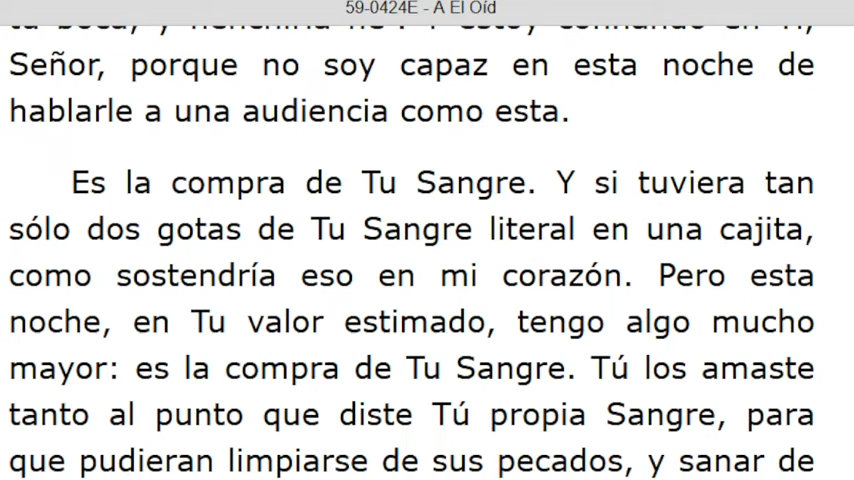 59-0424E - A El Oíd
Señor, porque no soy capaz en esta noche de
hablarle a una audiencia como esta.
Es la compra de Tu Sangre. Y si tuviera tan
sólo dos gotas de Tu Sangre literal en una cajita,
como sostendría eso en mi corazón. Pero esta
noche, en Tu valor estimado, tengo algo mucho
mayor: es la compra de Tu Sangre. Tú los amaste
tanto al punto que diste Tú propia Sangre, para
que pudieran limpiarse de sus pecados, y sanar de